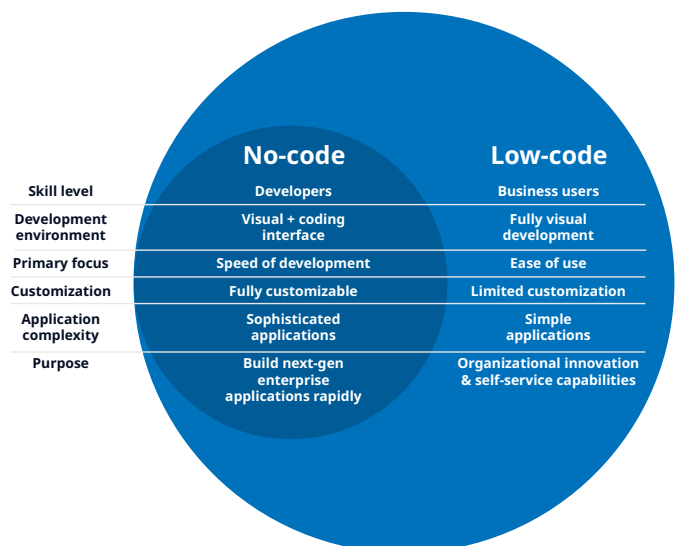 No-code Low-code
Skill level Developers Business users
Development Visual + coding Fully visual
environment interface development
Primary focus Speed of development Ease of use
Customization Fully customizable Limited customization
Application Sophisticated Simple
complexity applications applications
Purpose Build next-gen Organizational innovation
enterprise & self-service capabilities
applications rapidly